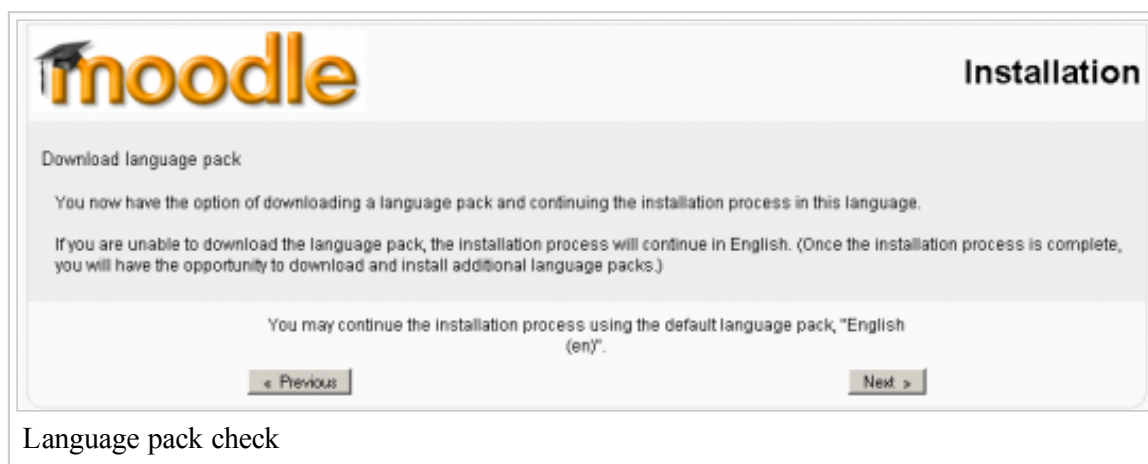 moodle
Installation
Download language pack
You now have the option of downloading a language pack and continuing the installation process in this language.
If you are unable to download the language pack, the installation process will continue in English. (Once the installation process is complete,
you will have the opportunity to download and install additional language packs.)
You may continue the installation process using the default language pack, "English
(en)".
« Previous
Next »
Language pack check